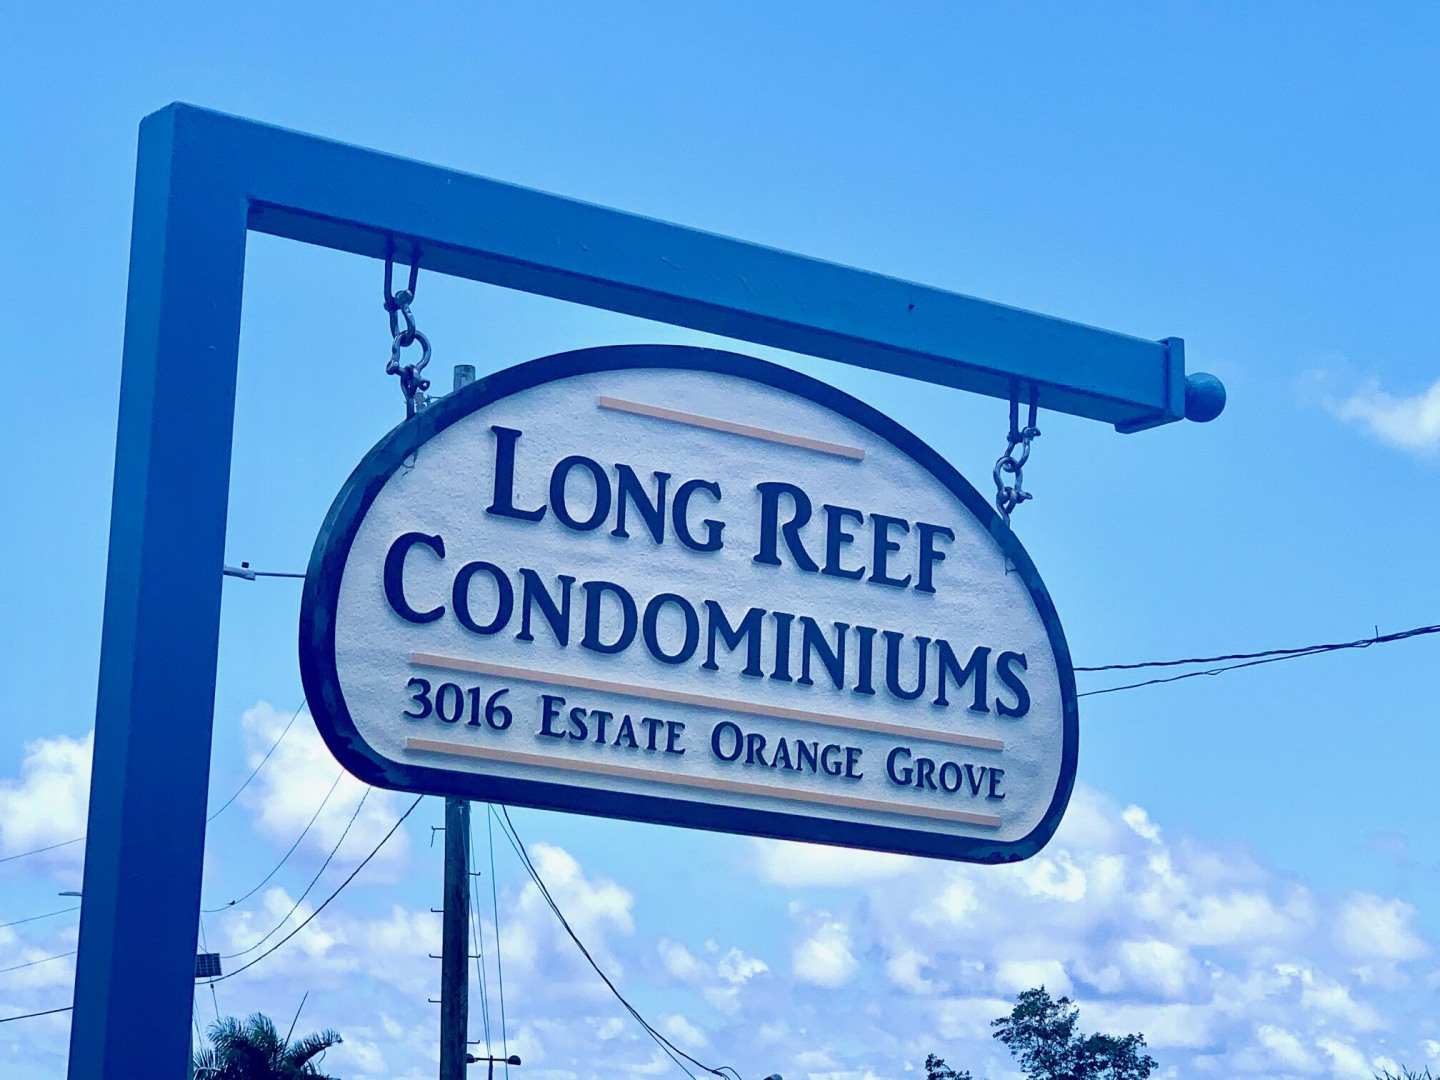 LONG REEF
CONDOMINIUMS
3016 ESTATE ORANGE GROVE